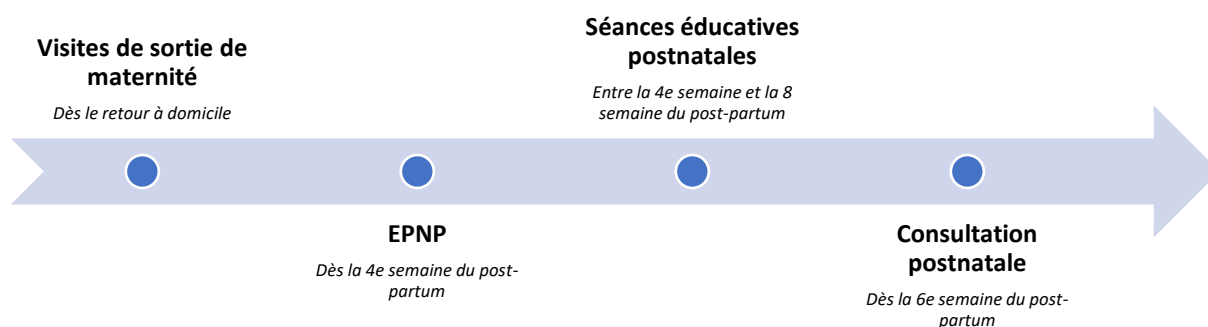 Visites de sortie de
maternité
Dès le retour à domicile
EPNP
Dès la 4e semaine du post-
partum
Séances éducatives
postnatales
Entre la 4e semaine et la 8
semaine du post-partum
Consultation
postnatale
Dès la 6e semaine du post-
partum